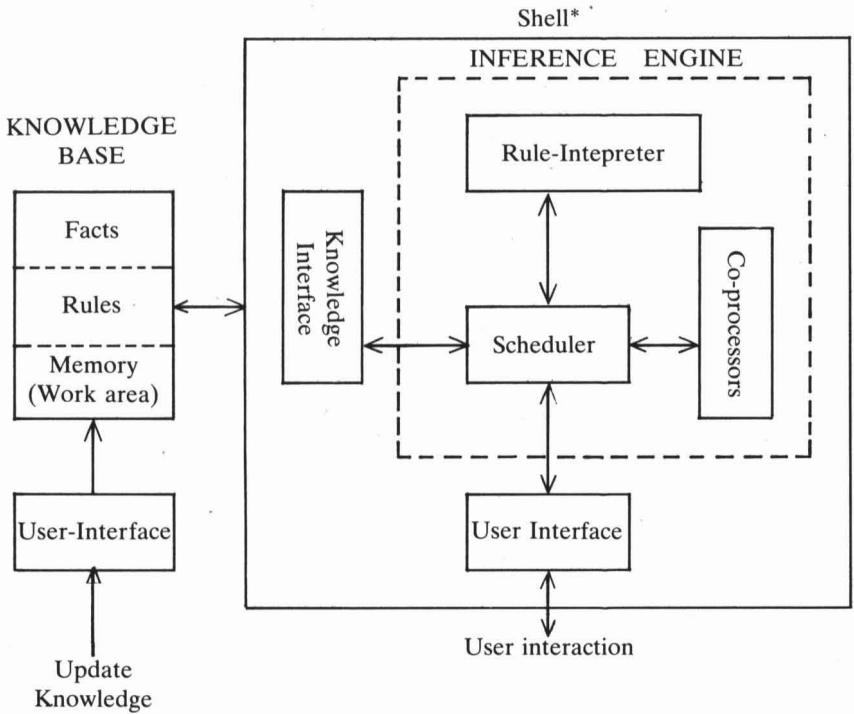 Shell*
INFERENCE ENGINE
KNOWLEDGE
BASE
Rule-Intepreter
Facts
Knowledge
Interface
Co-processors
Rules
Scheduler
Memory
(Work area)
User-Interface
User Interface
User interaction
Update
Knowledge